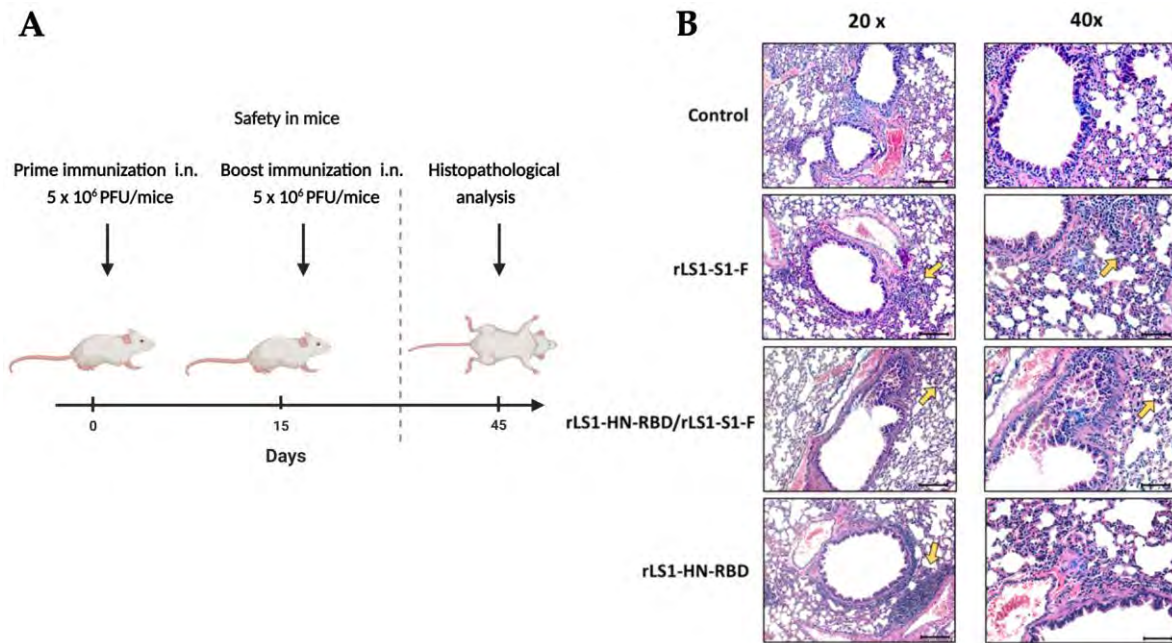 A
Safety in mice
Prime immunization i.n.
5 x 10⁶ PFU/mice
Boost immunization i.n.
5 x 10⁶ PFU/mice
Histopathological
analysis
0
15
45
Days
B
20 x
40x
Control
rLS1-S1-F
rLS1-HN-RBD/rLS1-S1-F
rLS1-HN-RBD